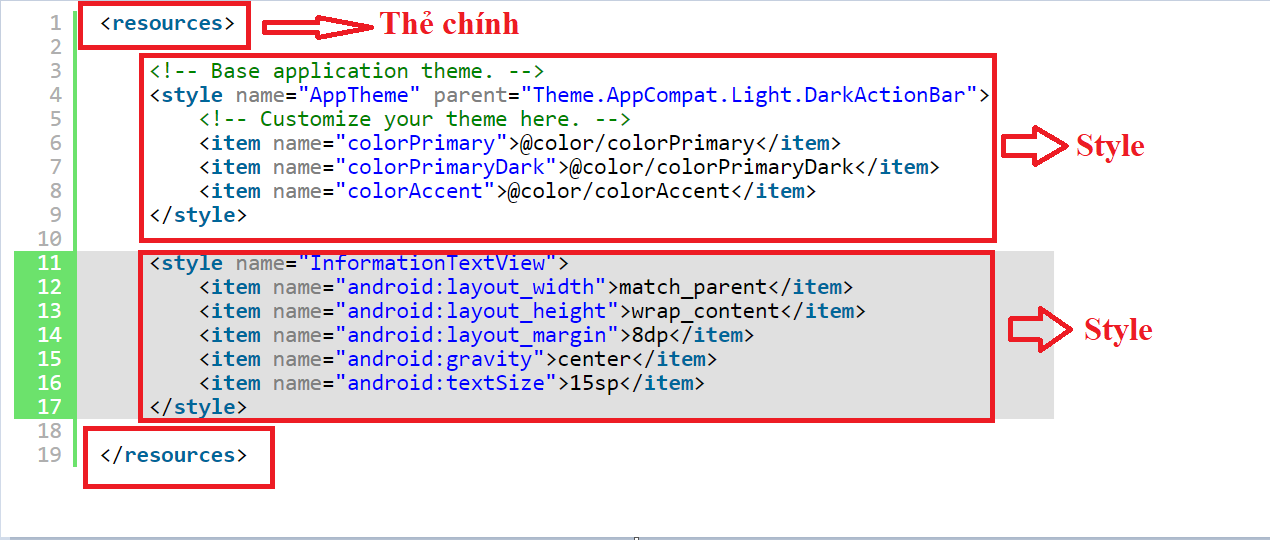 1 <resources> Thẻ chính
2
3 <!-- Base application theme. -->
4 <style name="AppTheme" parent="Theme.AppCompat.Light.DarkActionBar">
5 <!-- Customize your theme here. -->
6 <item name="colorPrimary">@color/colorPrimary</item> Style
7 <item name="colorPrimaryDark">@color/colorPrimaryDark</item>
8 <item name="colorAccent">@color/colorAccent</item>
9 </style>
10
11 <style name="InformationTextView">
12 <item name="android:layout_width">match_parent</item>
13 <item name="android:layout_height">wrap_content</item>
14 <item name="android:layout_margin">8dp</item> Style
15 <item name="android:gravity">center</item>
16 <item name="android:textSize">15sp</item>
17 </style>
18
19 </resources>